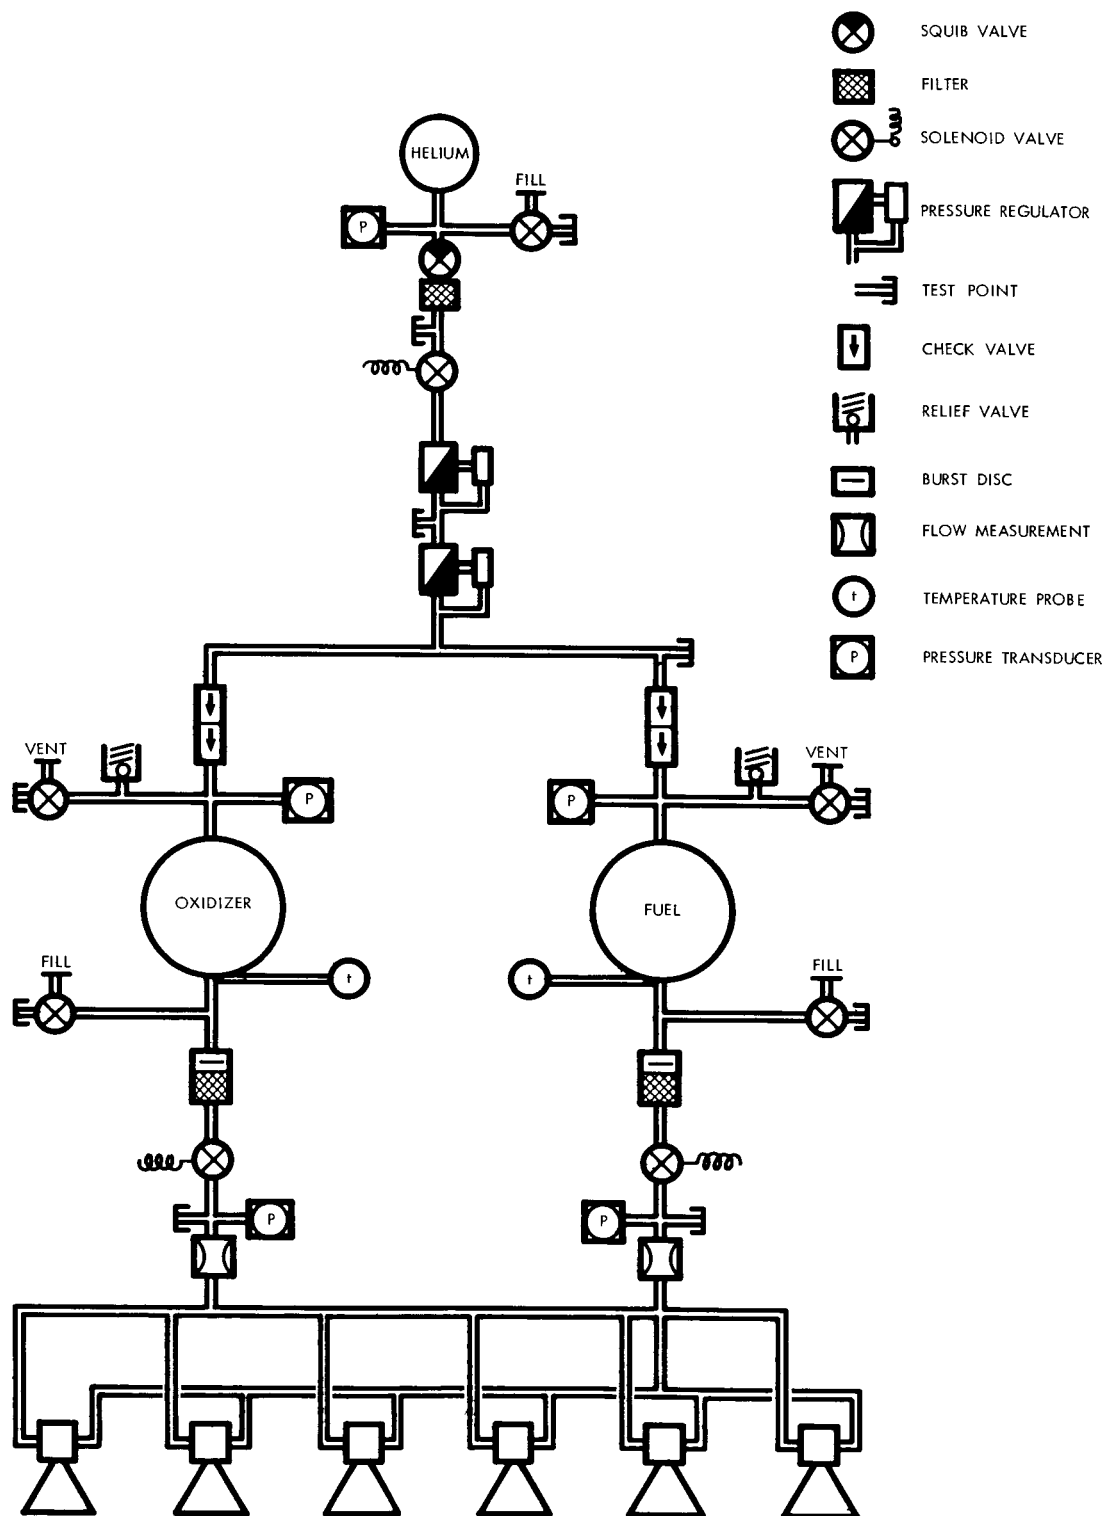 SQUIB VALVE
FILTER
SOLENOID VALVE
PRESSURE REGULATOR
TEST POINT
CHECK VALVE
RELIEF VALVE
BURST DISC
FLOW MEASUREMENT
t TEMPERATURE PROBE
P PRESSURE TRANSDUCER
HELIUM
FILL
P
VENT
P
P
VENT
OXIDIZER
FUEL
FILL
t
t
FILL
P
P